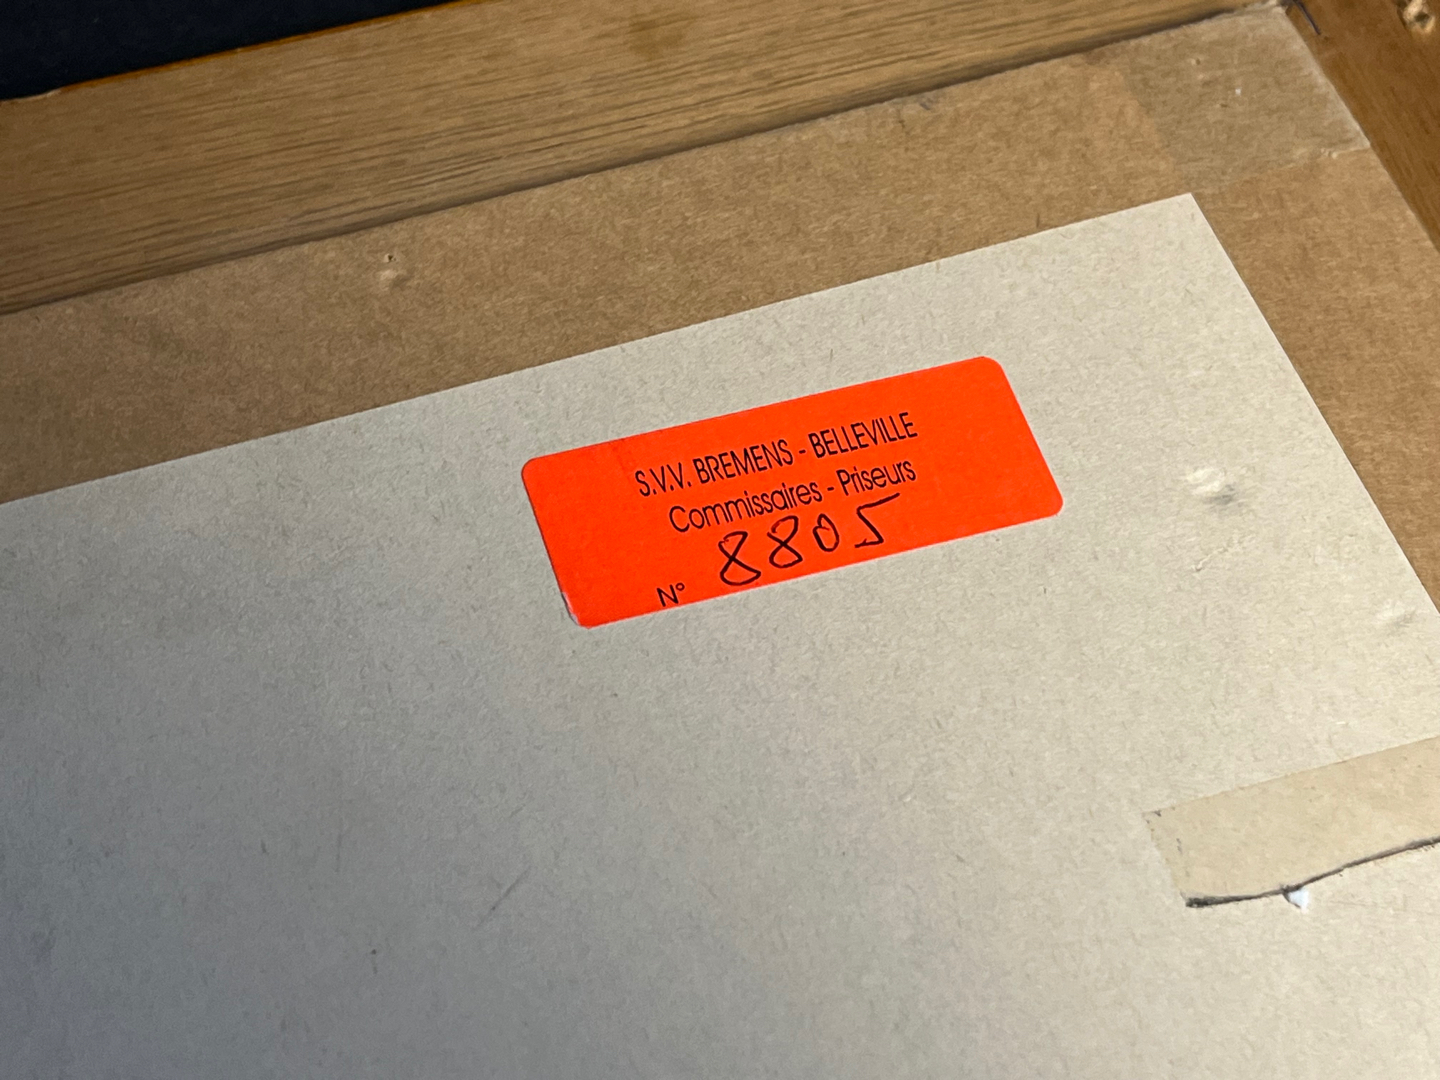 S.V.V. BREMENS - BELLEVILLE
Commissaires - Priseurs
N° 8805